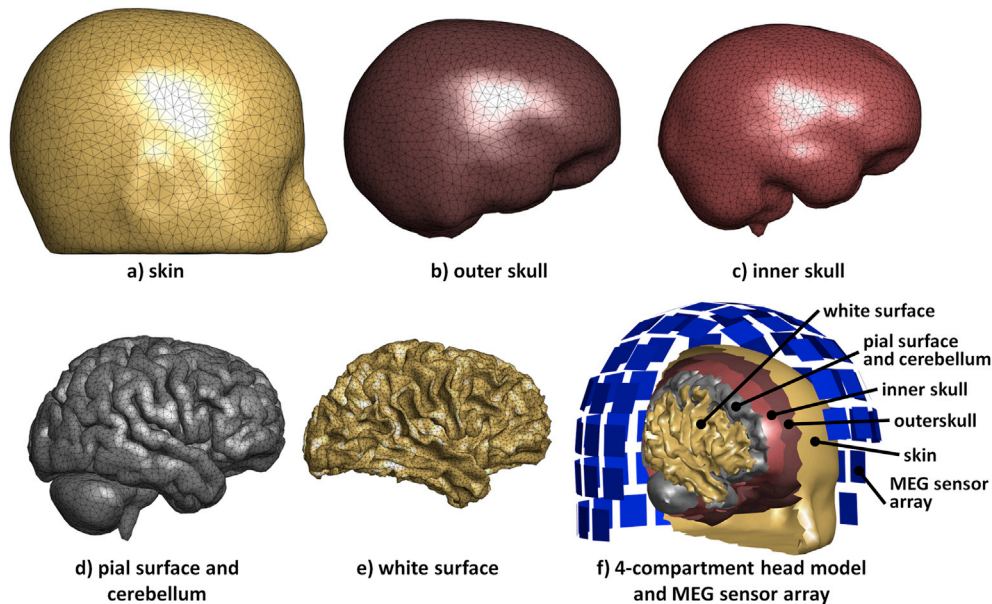 a) skin
b) outer skull
c) inner skull
white surface
pial surface
and cerebellum
inner skull
outerskull
skin
MEG sensor
array
d) pial surface and
cerebellum
e) white surface
f) 4-compartment head model
and MEG sensor array